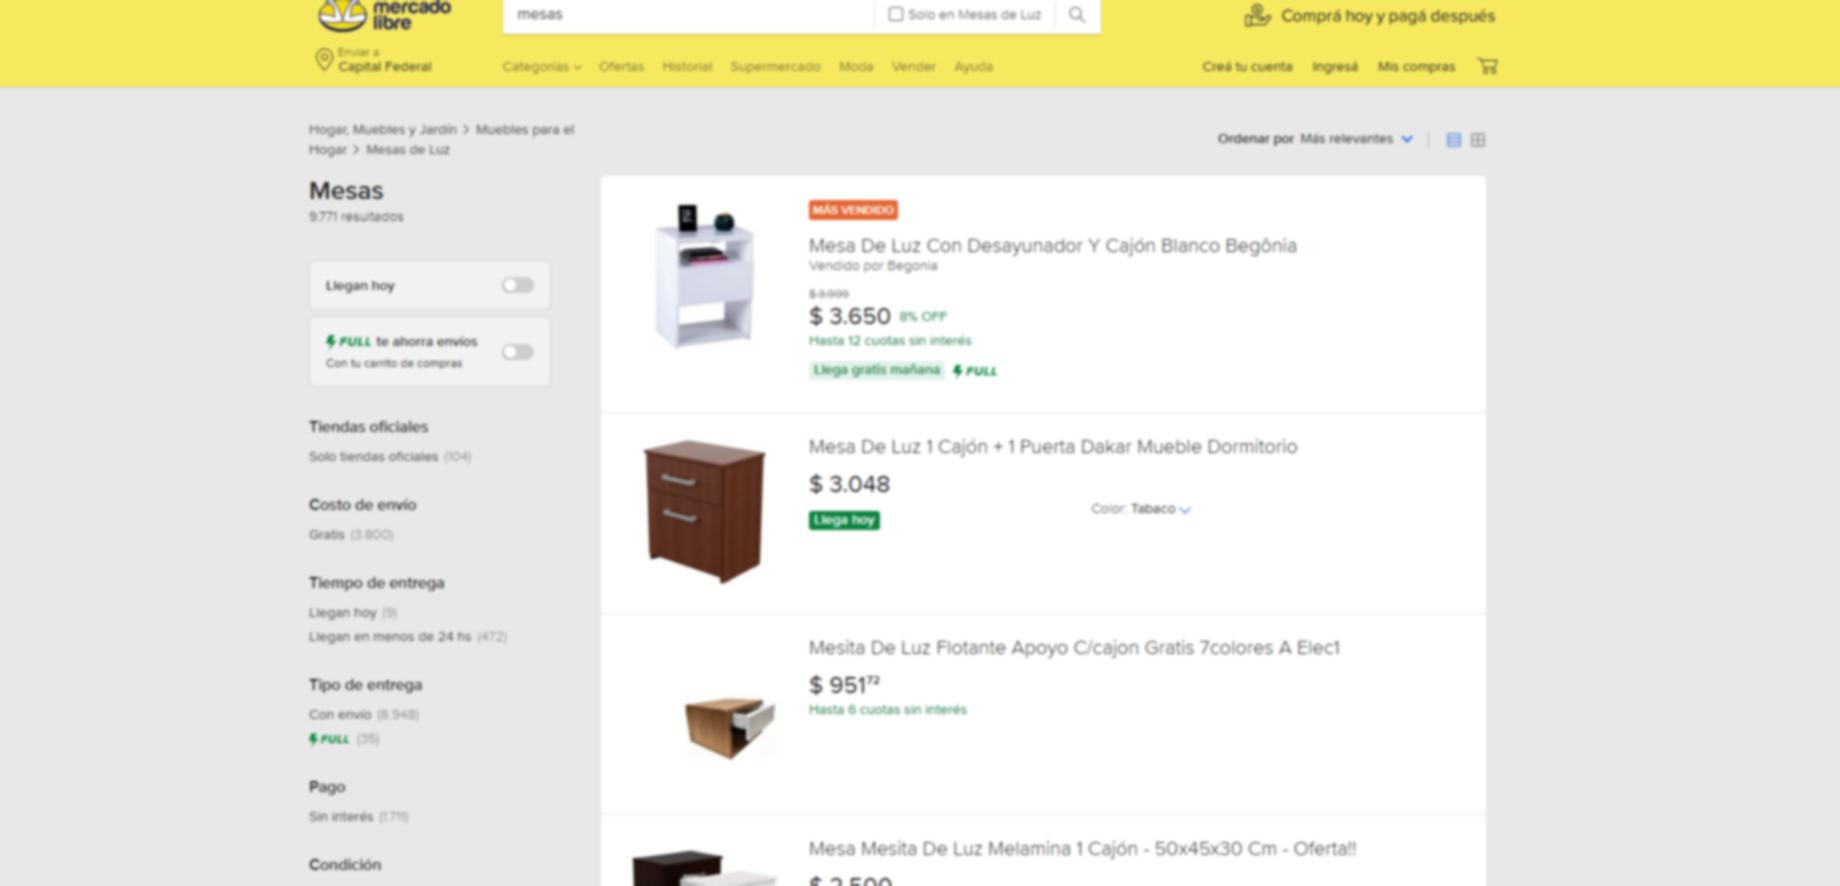 mercado
libre
mesas
Solo en Mesas de Luz
Comprá hoy y pagá después
Enviar a
Capital Federal
Categorías Ofertas Historial Supermercado Moda Vender Ayuda
Creá tu cuenta Ingresá Mis compras
Hogar, Muebles y Jardín > Muebles para el
Hogar > Mesas de Luz
Ordenar por Más relevantes
Mesas
9.771 resultados
Llegan hoy
FULL te ahorra envíos
Con tu carrito de compras
Tiendas oficiales
Solo tiendas oficiales (104)
Costo de envío
Gratis (3.800)
Tiempo de entrega
Llegan hoy (9)
Llegan en menos de 24 hs (472)
Tipo de entrega
Con envío (8.948)
FULL (35)
Pago
Sin interés (1.711)
Condición
MÁS VENDIDO
Mesa De Luz Con Desayunador Y Cajón Blanco Begônia
Vendido por Begonia
$ 3.999
$ 3.650 8% OFF
Hasta 12 cuotas sin interés
Llega gratis mañana FULL
Mesa De Luz 1 Cajón + 1 Puerta Dakar Mueble Dormitorio
$ 3.048
Color: Tabaco
Llega hoy
Mesita De Luz Flotante Apoyo C/cajon Gratis 7colores A Elec1
$ 95172
Hasta 6 cuotas sin interés
Mesa Mesita De Luz Melamina 1 Cajón - 50x45x30 Cm - Oferta!!
$ 2.500